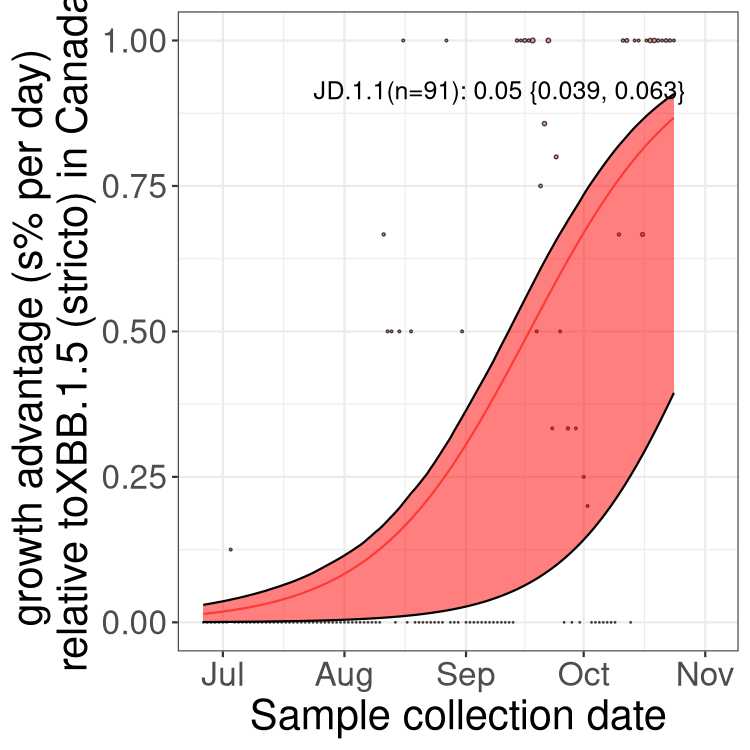 growth advantage (s% per day)
relative toXBB.1.5 (stricto) in Canada
1.00
0.75
0.50
0.25
0.00
JD.1.1(n=91): 0.05 {0.039, 0.063}
Jul Aug Sep Oct Nov
Sample collection date